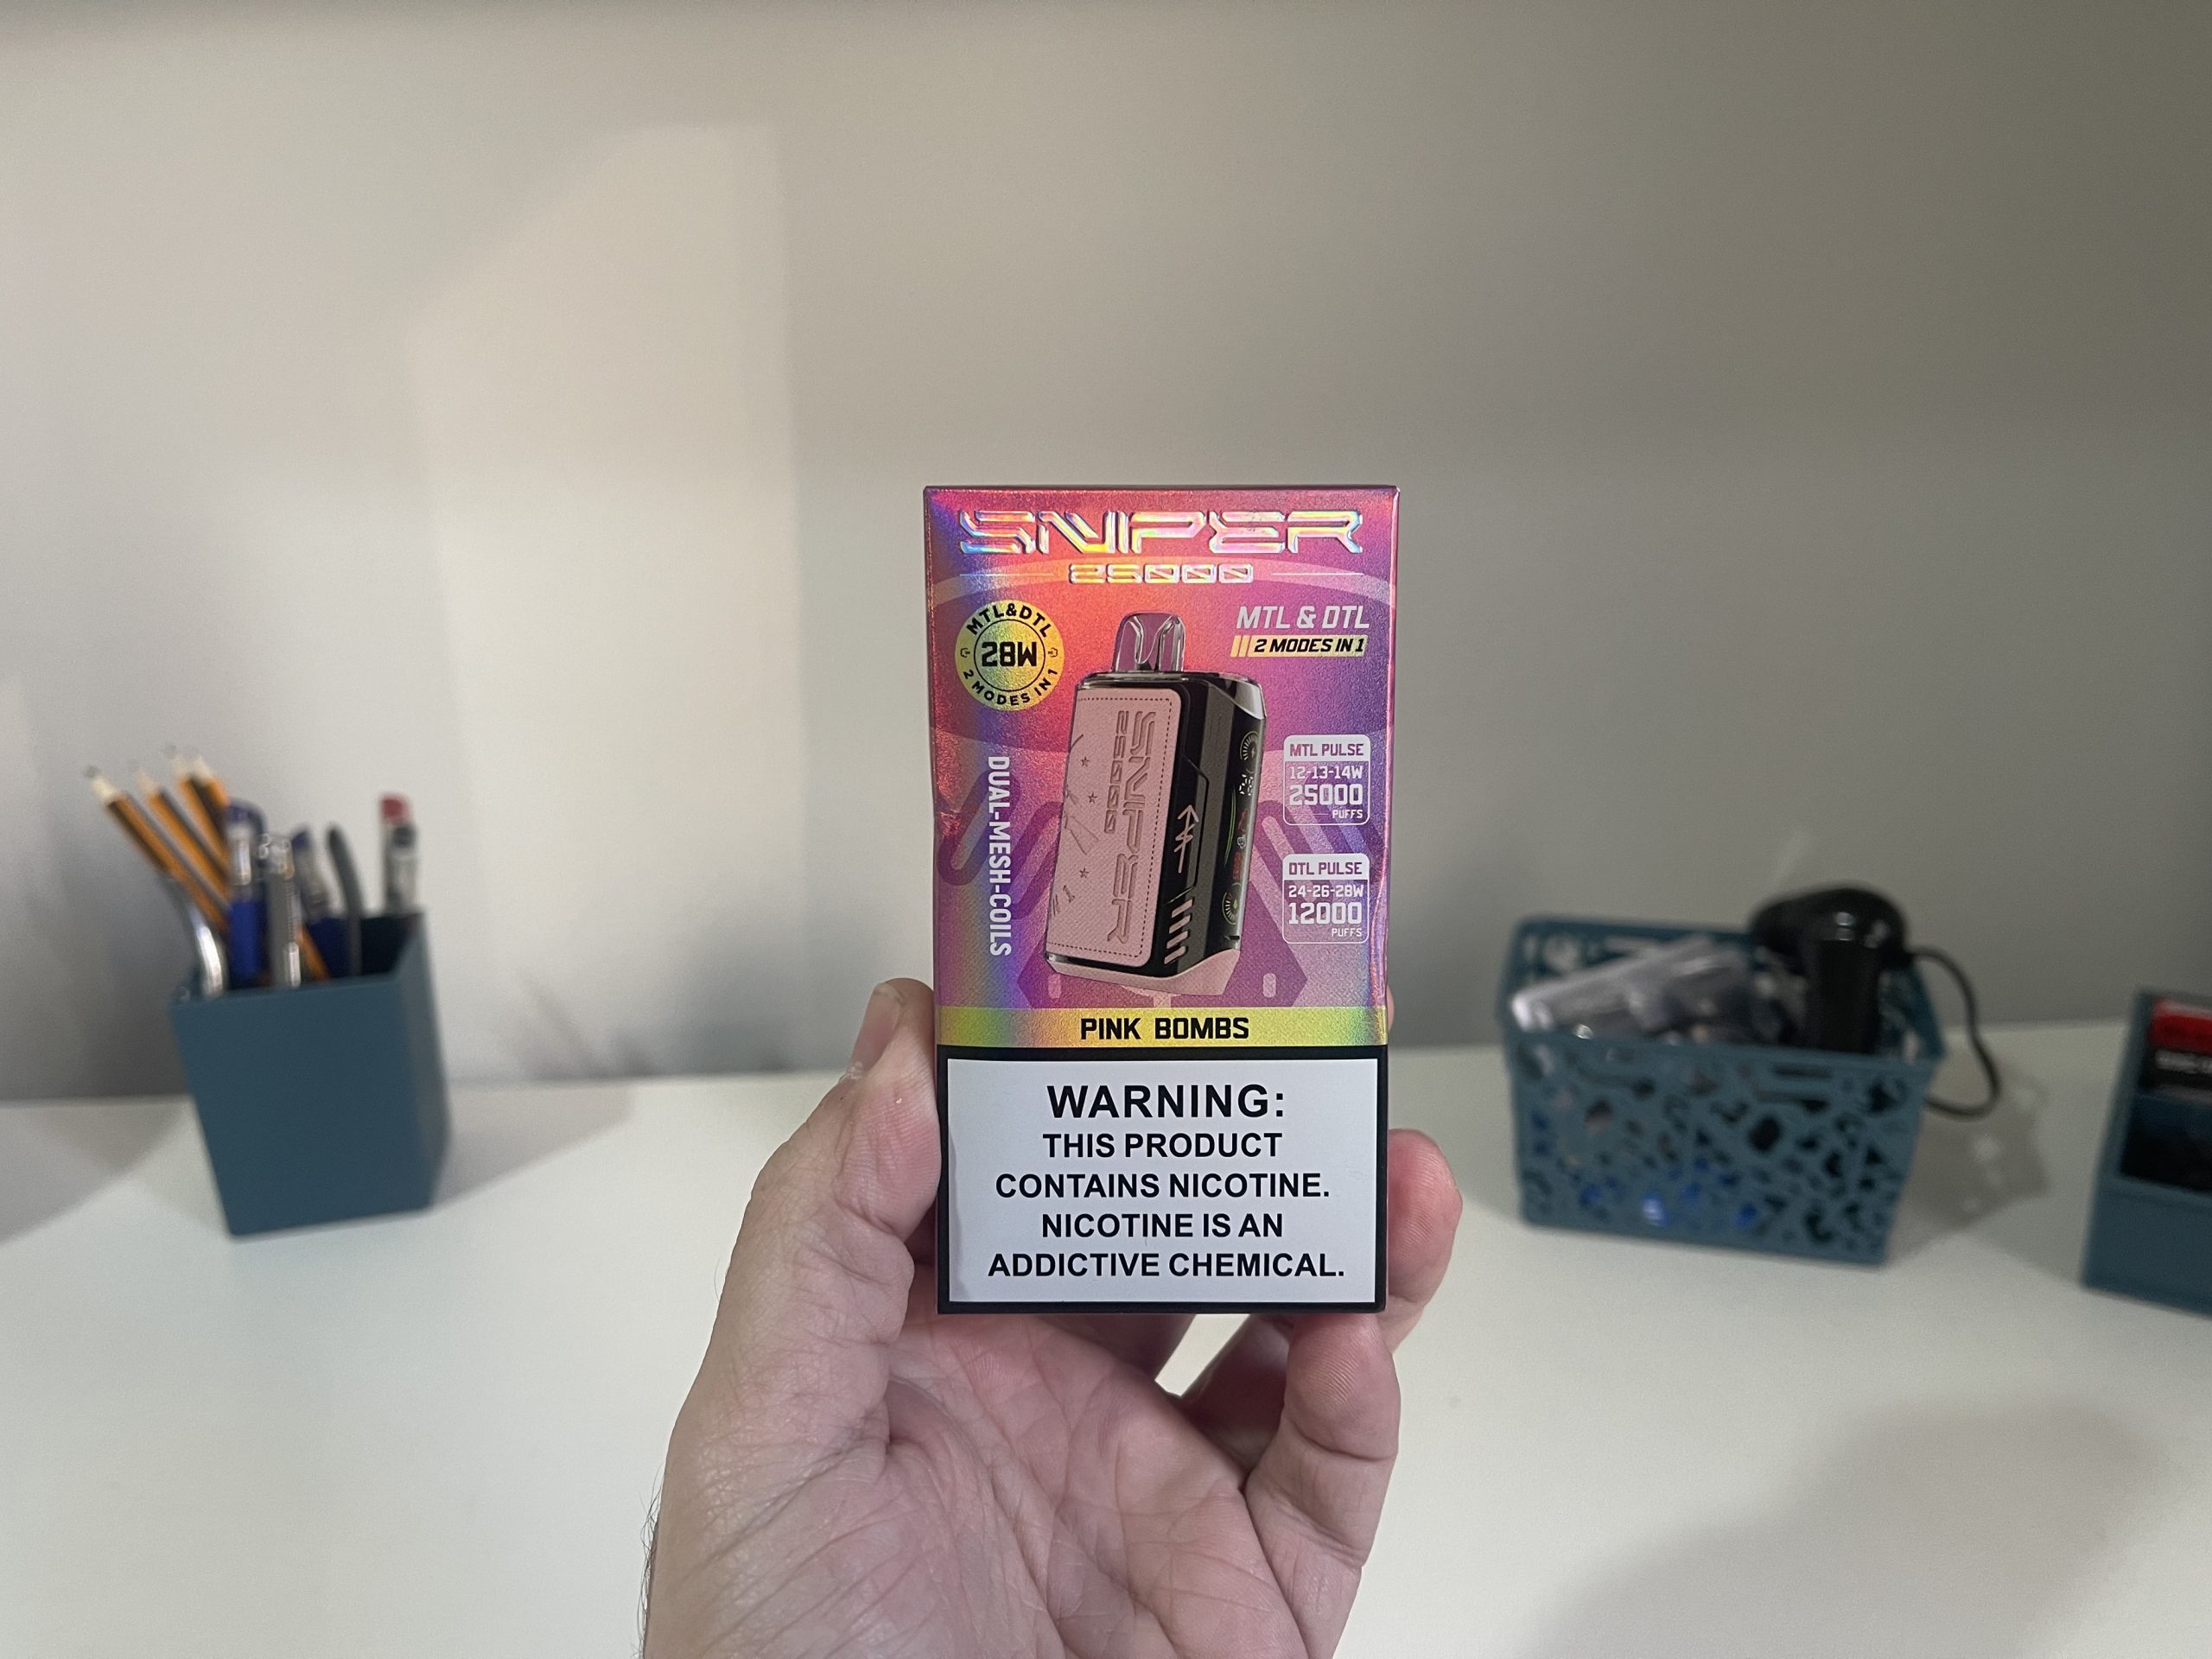 SNIPER
25000
MTL&DTL
28W
2 MODES IN 1
MTL & DTL
2 MODES IN 1
SNIPER
25000
DUAL-MESH-COILS
MTL PULSE
12-13-14W
25000
PUFFS
DTL PULSE
24-26-28W
12000
PUFFS
PINK BOMBS
WARNING:
THIS PRODUCT
CONTAINS NICOTINE.
NICOTINE IS AN
ADDICTIVE CHEMICAL.